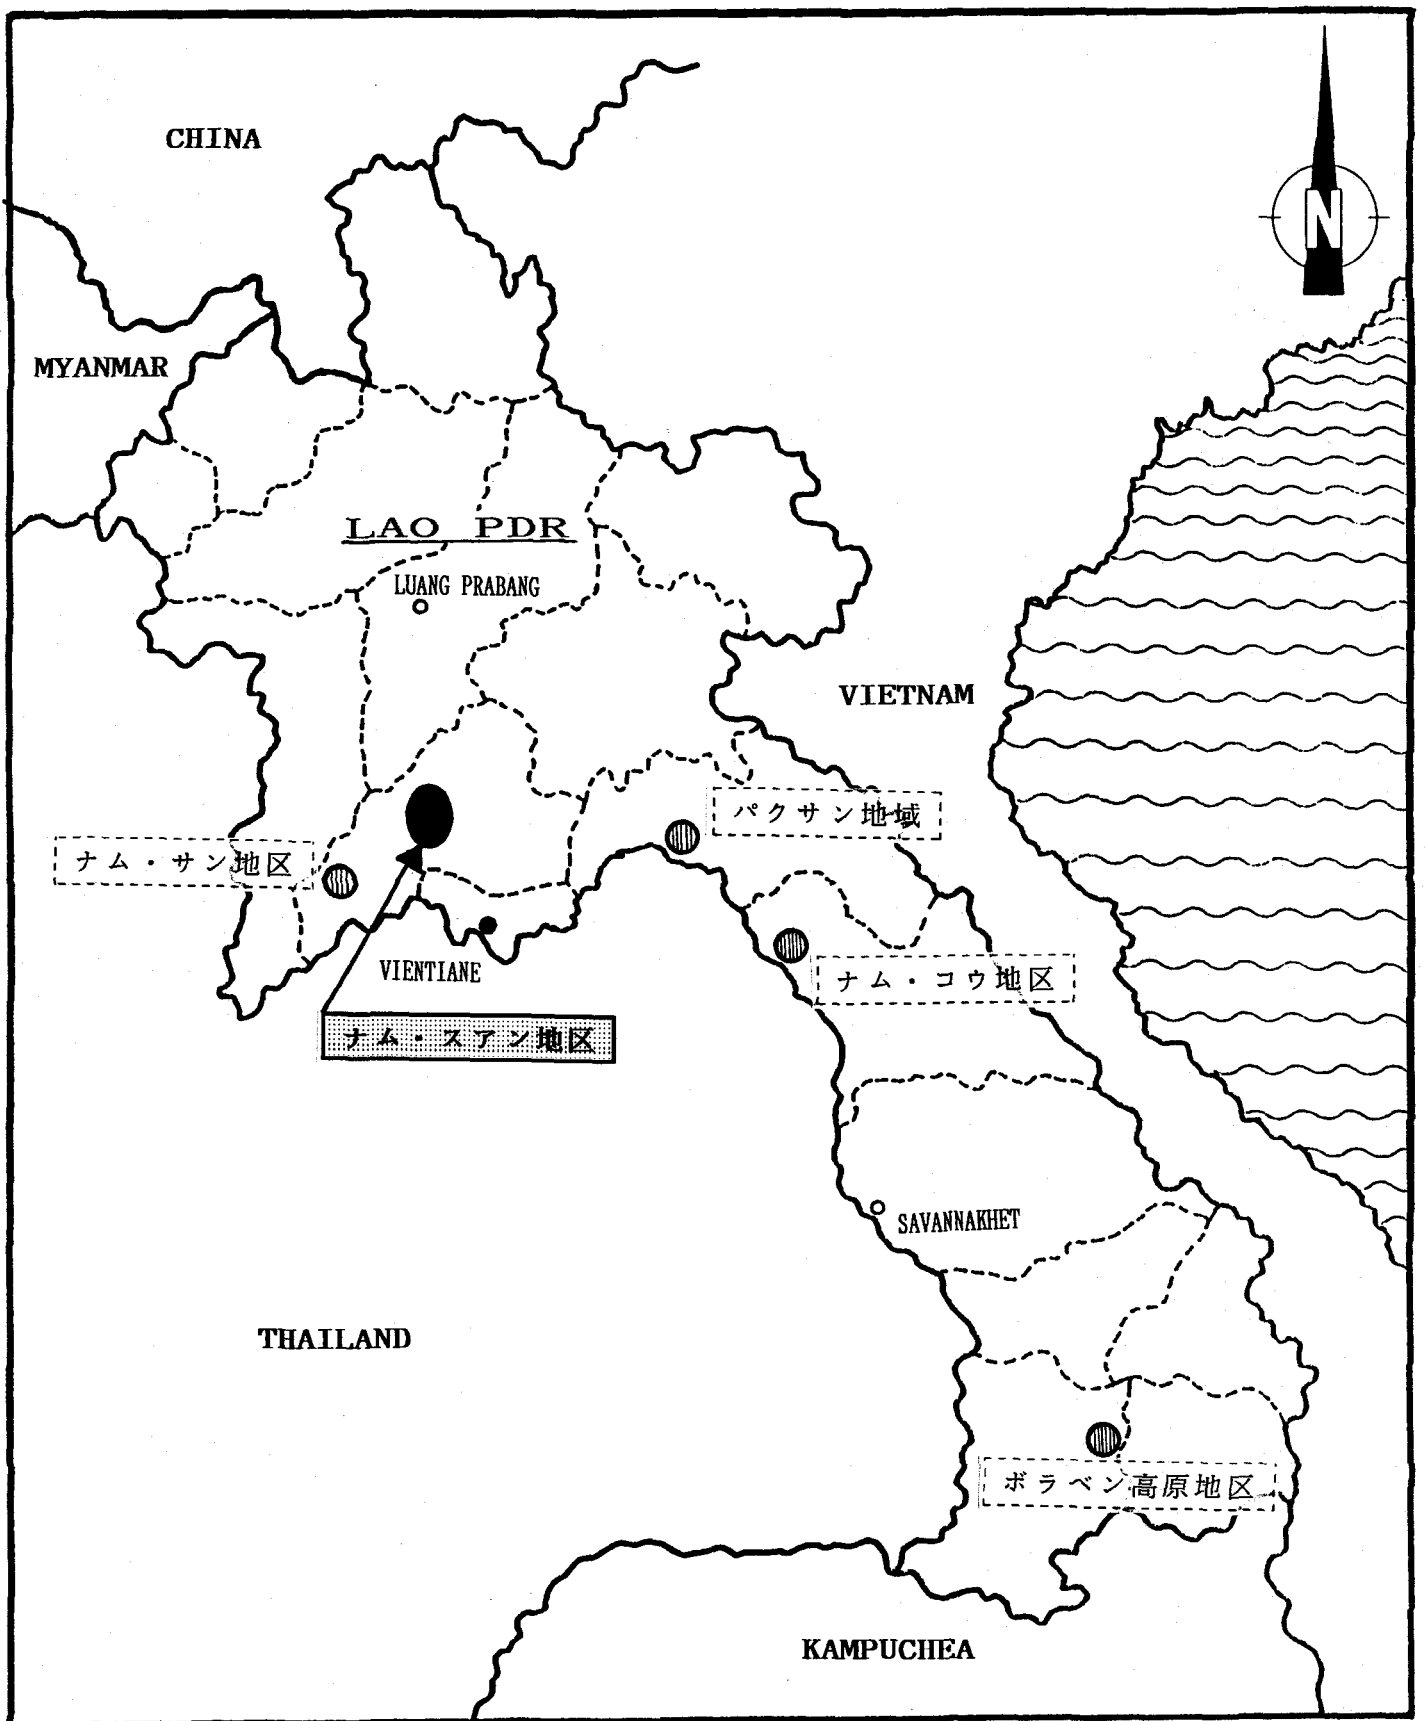 CHINA
N
MYANMAR
LAO PDR
LUANG PRABANG
VIETNAM
パクサン地域
ナム・サン地区
VIENTIANE
ナム・コウ地区
ナム・スアン地区
SAVANNAKHET
THAILAND
ボラベン高原地区
KAMPUCHEA